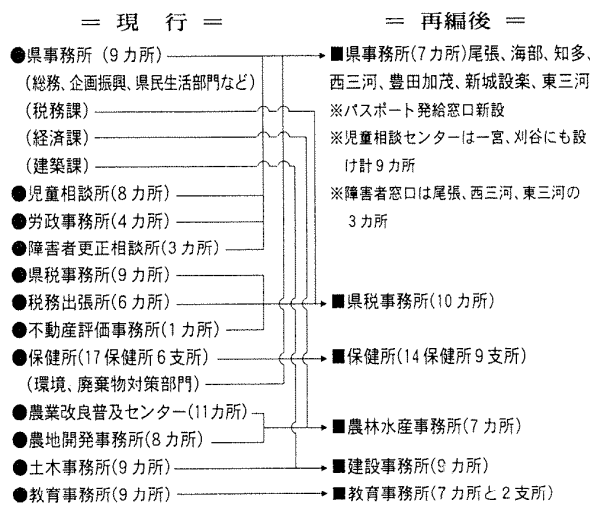 ＝ 現 行 ＝
●県事務所（9カ所）
（総務、企画振興、県民生活部門など）
（税務課）
（経済課）
（建築課）
●児童相談所（8カ所）
●労政事務所（4カ所）
●障害者更正相談所（3カ所）
●県税事務所（9カ所）
●税務出張所（6カ所）
●不動産評価事務所（1カ所）
●保健所（17保健所6支所）
（環境、廃棄物対策部門）
●農業改良普及センター（11カ所）
●農地開発事務所（8カ所）
●土木事務所（9カ所）
●教育事務所（9カ所）
＝ 再編後 ＝
■県事務所（7カ所）尾張、海部、知多、
西三河、豊田加茂、新城設楽、東三河
※パスポート発給窓口新設
※児童相談センターは一宮、刈谷にも設
け計9カ所
※障害者窓口は尾張、西三河、東三河の
3カ所
■県税事務所（10カ所）
■保健所（14保健所9支所）
■農林水産事務所（7カ所）
■建設事務所（9カ所）
■教育事務所（7カ所と2支所）